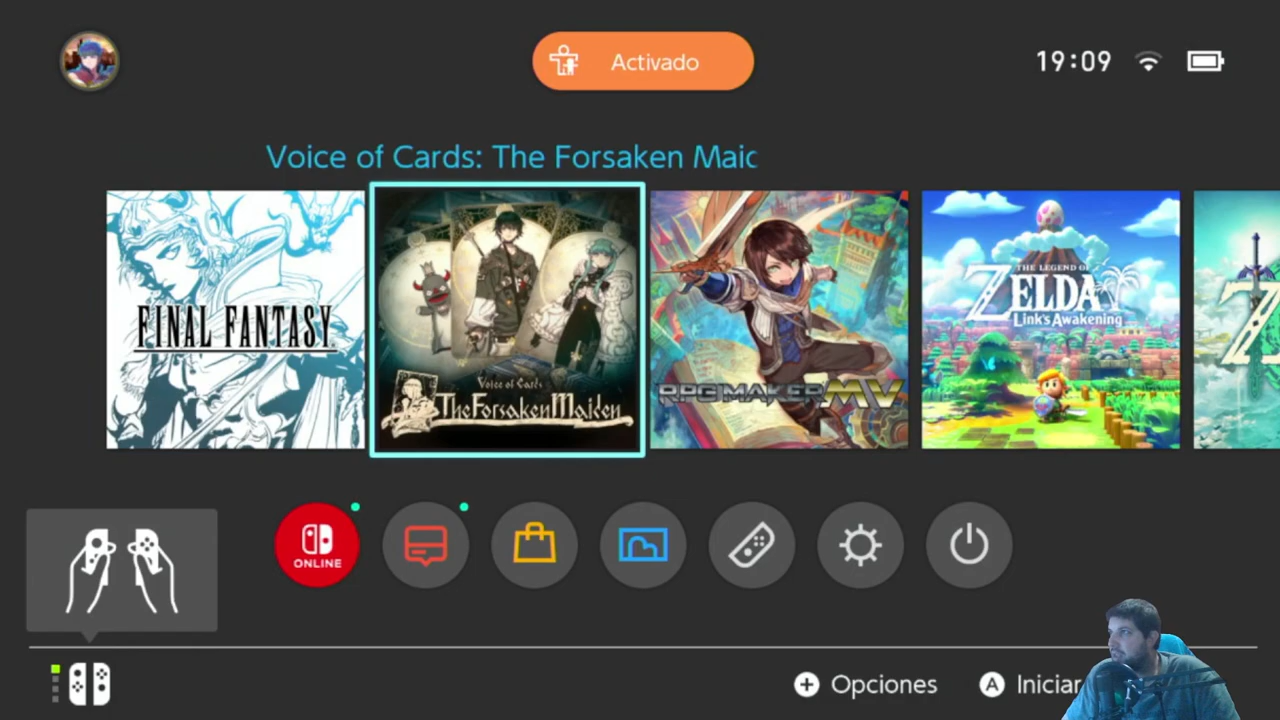 Activado
19:09
Voice of Cards: The Forsaken Maic
FINAL FANTASY
Voice of Cards
The Forsaken Maiden
RPG MAKER MV
THE LEGEND OF
ZELDA
Link's Awakening
Z
ONLINE
Opciones
A Iniciar